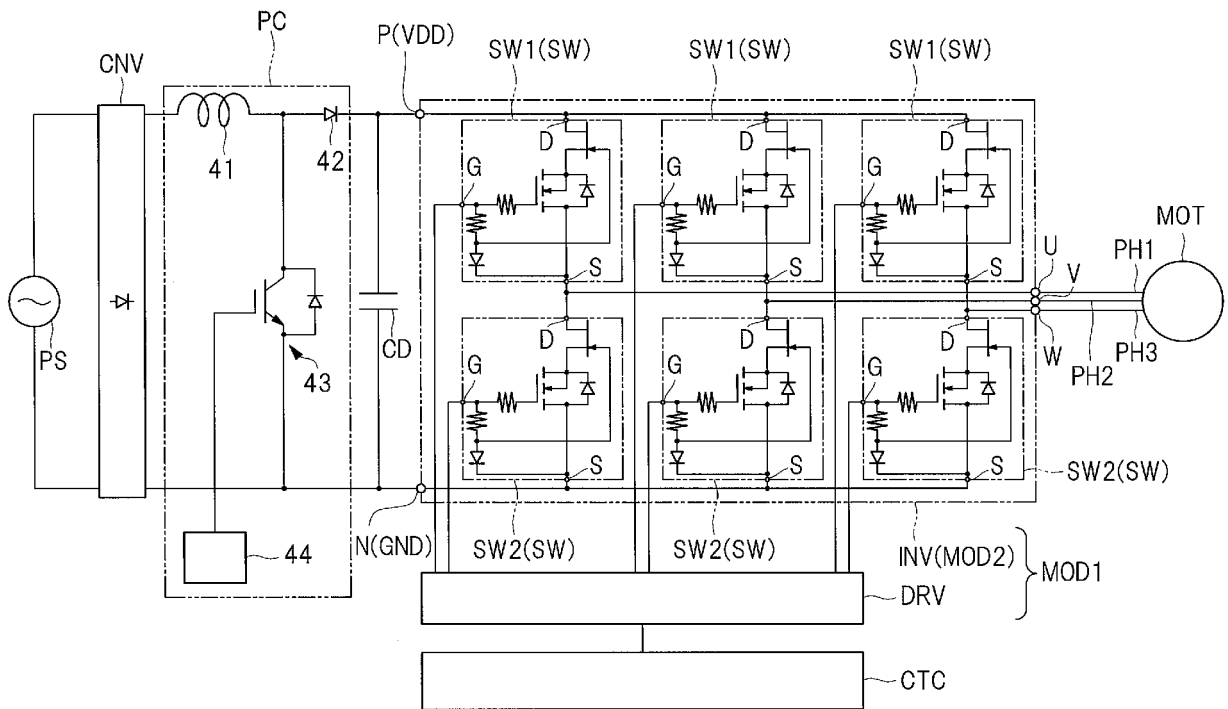 PC
P(VDD)
CNV
SW1(SW)
SW1(SW)
SW1(SW)
41
42
D
D
D
G
G
G
MOT
U
V
PH1
S
S
S
PS
43
CD
D
D
D
W
PH2
PH3
G
G
G
S
S
S
SW2(SW)
44
N(GND)
SW2(SW)
SW2(SW)
INV(MOD2)
MOD1
DRV
CTC